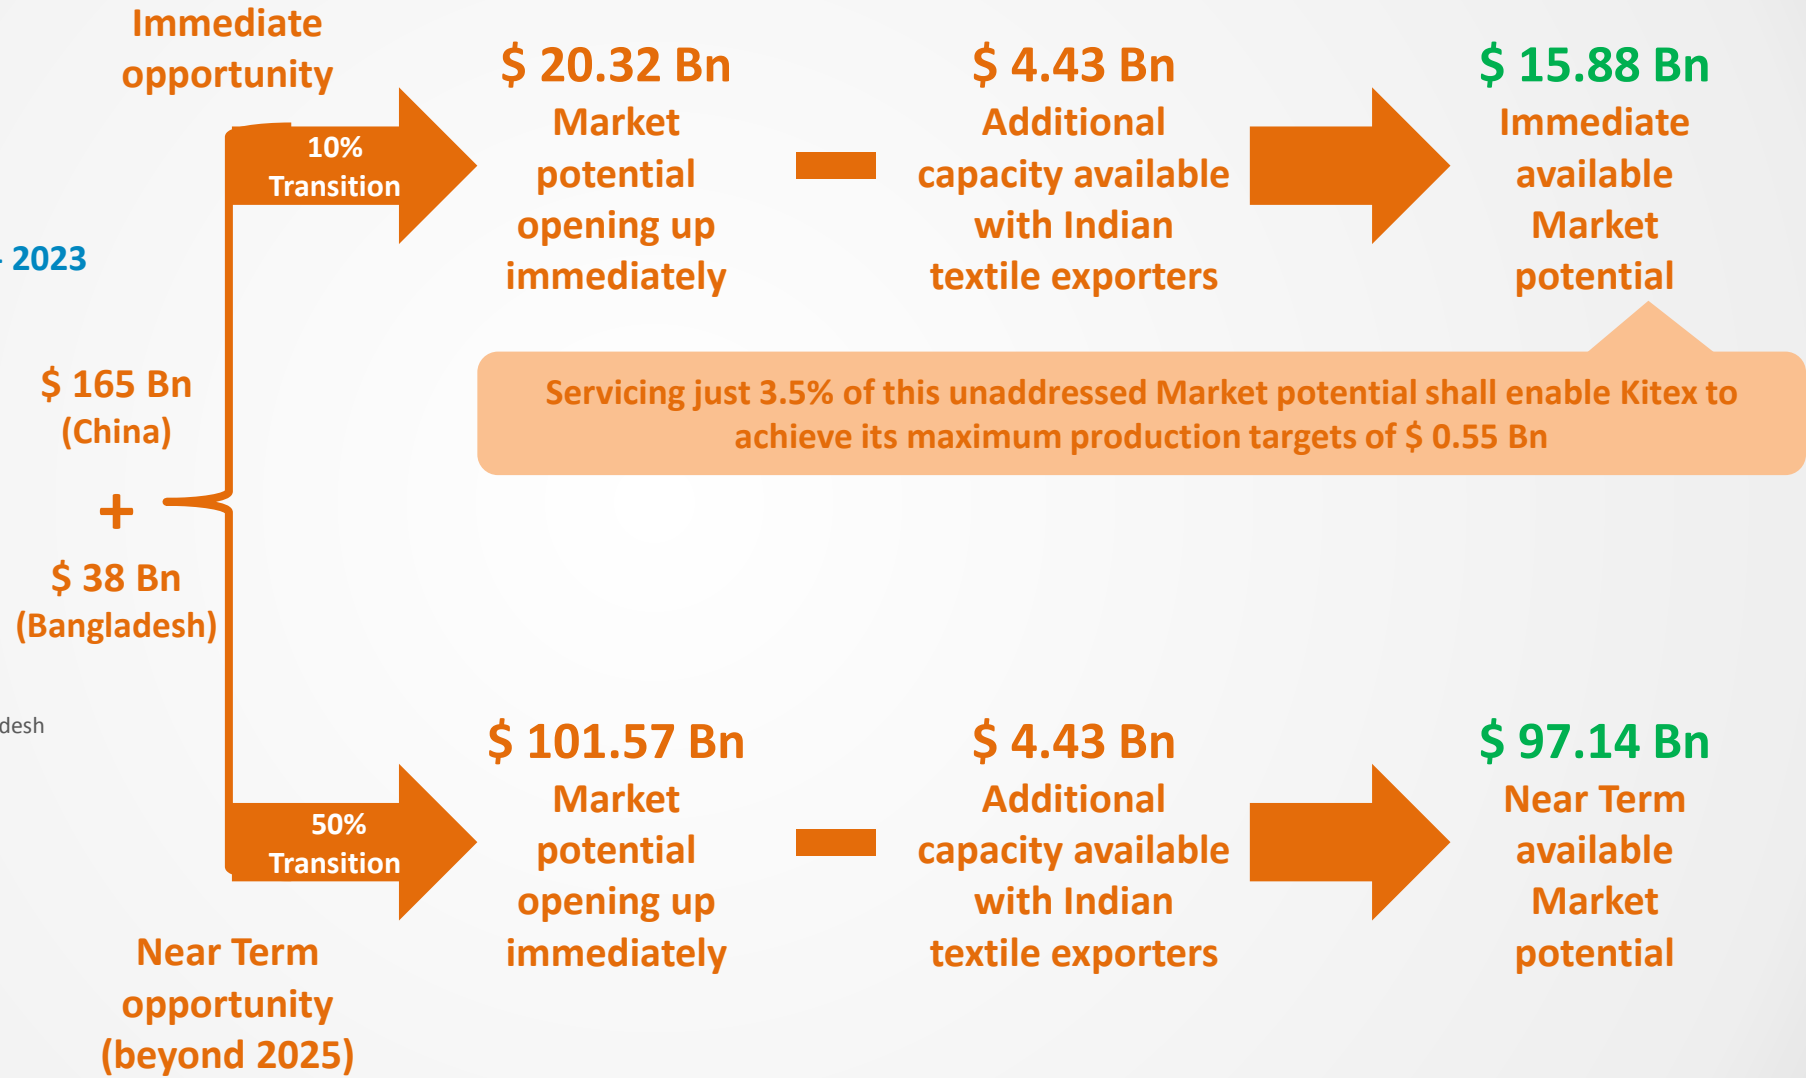 Immediate
opportunity
10%
Transition
$ 20.32 Bn
Market
potential
opening up
immediately
$ 4.43 Bn
Additional
capacity available
with Indian
textile exporters
$ 15.88 Bn
Immediate
available
Market
potential
- 2023
$ 165 Bn
(China)
+
$ 38 Bn
(Bangladesh)
Servicing just 3.5% of this unaddressed Market potential shall enable Kitex to
achieve its maximum production targets of $ 0.55 Bn
50%
Transition
$ 101.57 Bn
Market
potential
opening up
immediately
$ 4.43 Bn
Additional
capacity available
with Indian
textile exporters
$ 97.14 Bn
Near Term
available
Market
potential
Near Term
opportunity
(beyond 2025)